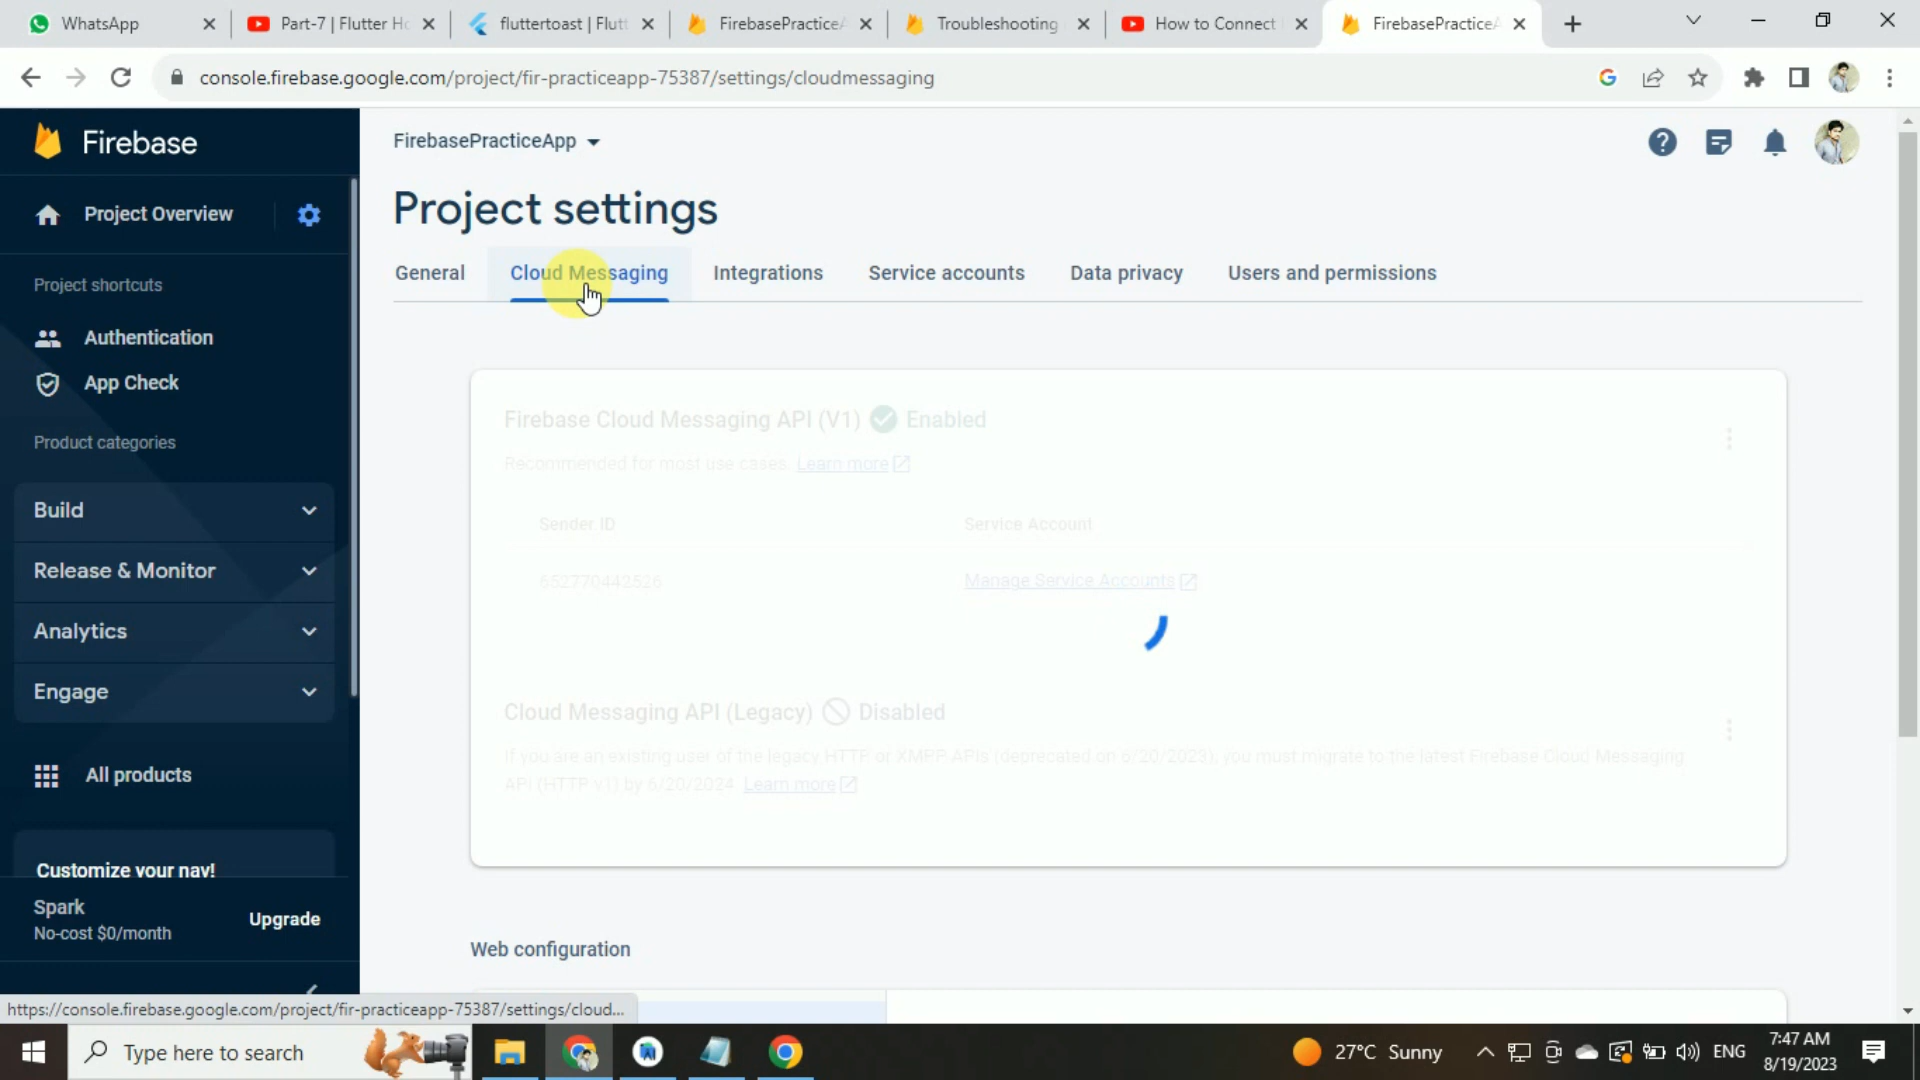 WhatsApp
Part-7 | Flutter Ho
fluttertoast | Flutt
FirebasePracticeA
Troubleshooting
How to Connect
FirebasePracticeA
console.firebase.google.com/project/fir-practiceapp-75387/settings/cloudmessaging
Firebase
FirebasePracticeApp
Project Overview
Project settings
General
Cloud Messaging
Integrations
Service accounts
Data privacy
Users and permissions
Project shortcuts
Authentication
App Check
Product categories
Build
Release & Monitor
Analytics
Engage
All products
Customize your nav!
Spark
No-cost $0/month
Upgrade
Firebase Cloud Messaging API (V1) Enabled
Recommended for most use cases. Learn more
Sender ID
Service Account
652770442526
Manage Service Accounts
Cloud Messaging API (Legacy) Disabled
If you are an existing user of the legacy HTTP or XMPP APIs (deprecated on 6/20/2023), you must migrate to the latest Firebase Cloud Messaging
API (HTTP v1) by 6/20/2024. Learn more
Web configuration
https://console.firebase.google.com/project/fir-practiceapp-75387/settings/cloud...
Type here to search
27°C Sunny
ENG
7:47 AM
8/19/2023